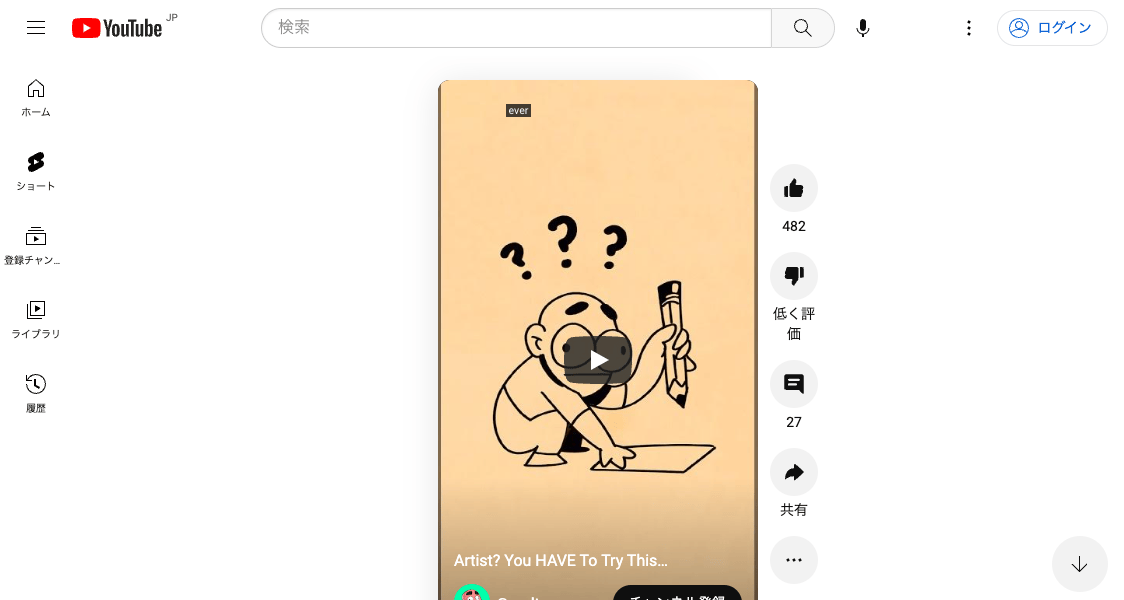 YouTube JP
検索
ログイン
ホーム
ショート
登録チャン...
ライブラリ
履歴
ever
???
482
低く評
価
27
共有
Artist? You HAVE To Try This…